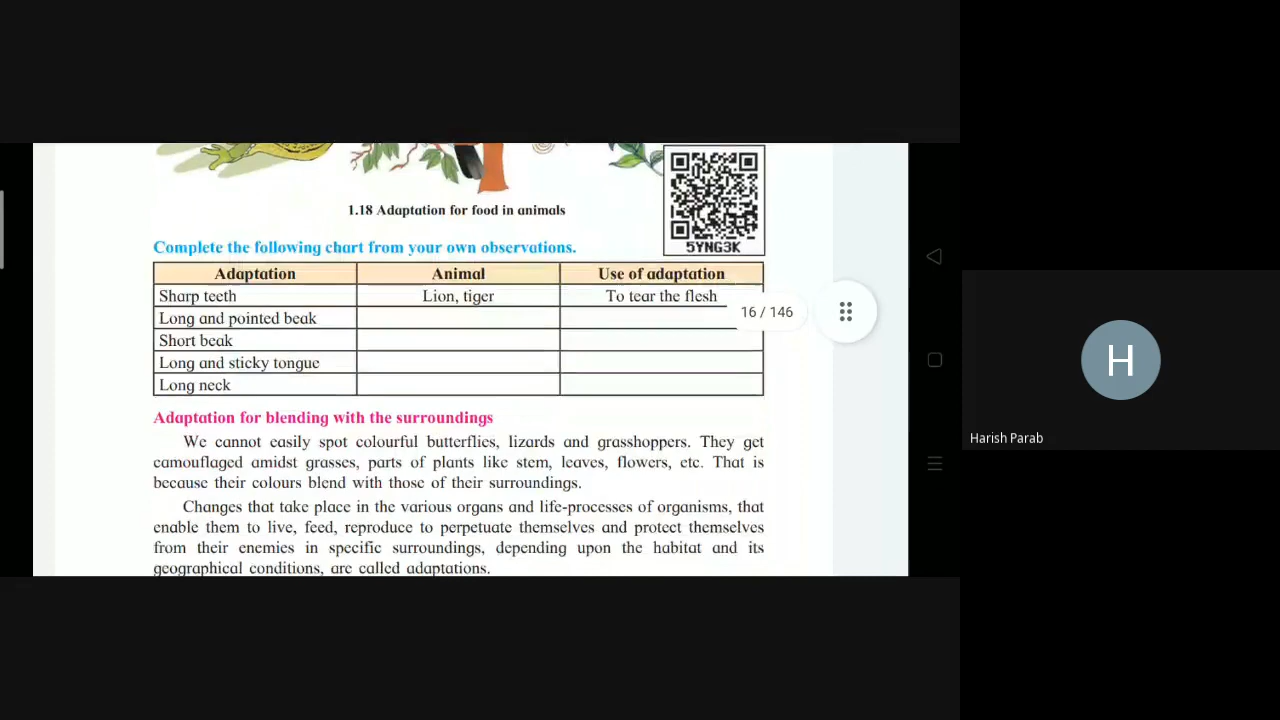 1.18 Adaptation for food in animals
5YNG3K
Complete the following chart from your own observations.
Adaptation Animal Use of adaptation
Sharp teeth Lion, tiger To tear the flesh
Long and pointed beak
Short beak
Long and sticky tongue
Long neck
16 / 146
Adaptation for blending with the surroundings
We cannot easily spot colourful butterflies, lizards and grasshoppers. They get
camouflaged amidst grasses, parts of plants like stem, leaves, flowers, etc. That is
because their colours blend with those of their surroundings.
Changes that take place in the various organs and life-processes of organisms, that
enable them to live, feed, reproduce to perpetuate themselves and protect themselves
from their enemies in specific surroundings, depending upon the habitat and its
geographical conditions, are called adaptations.
H
Harish Parab